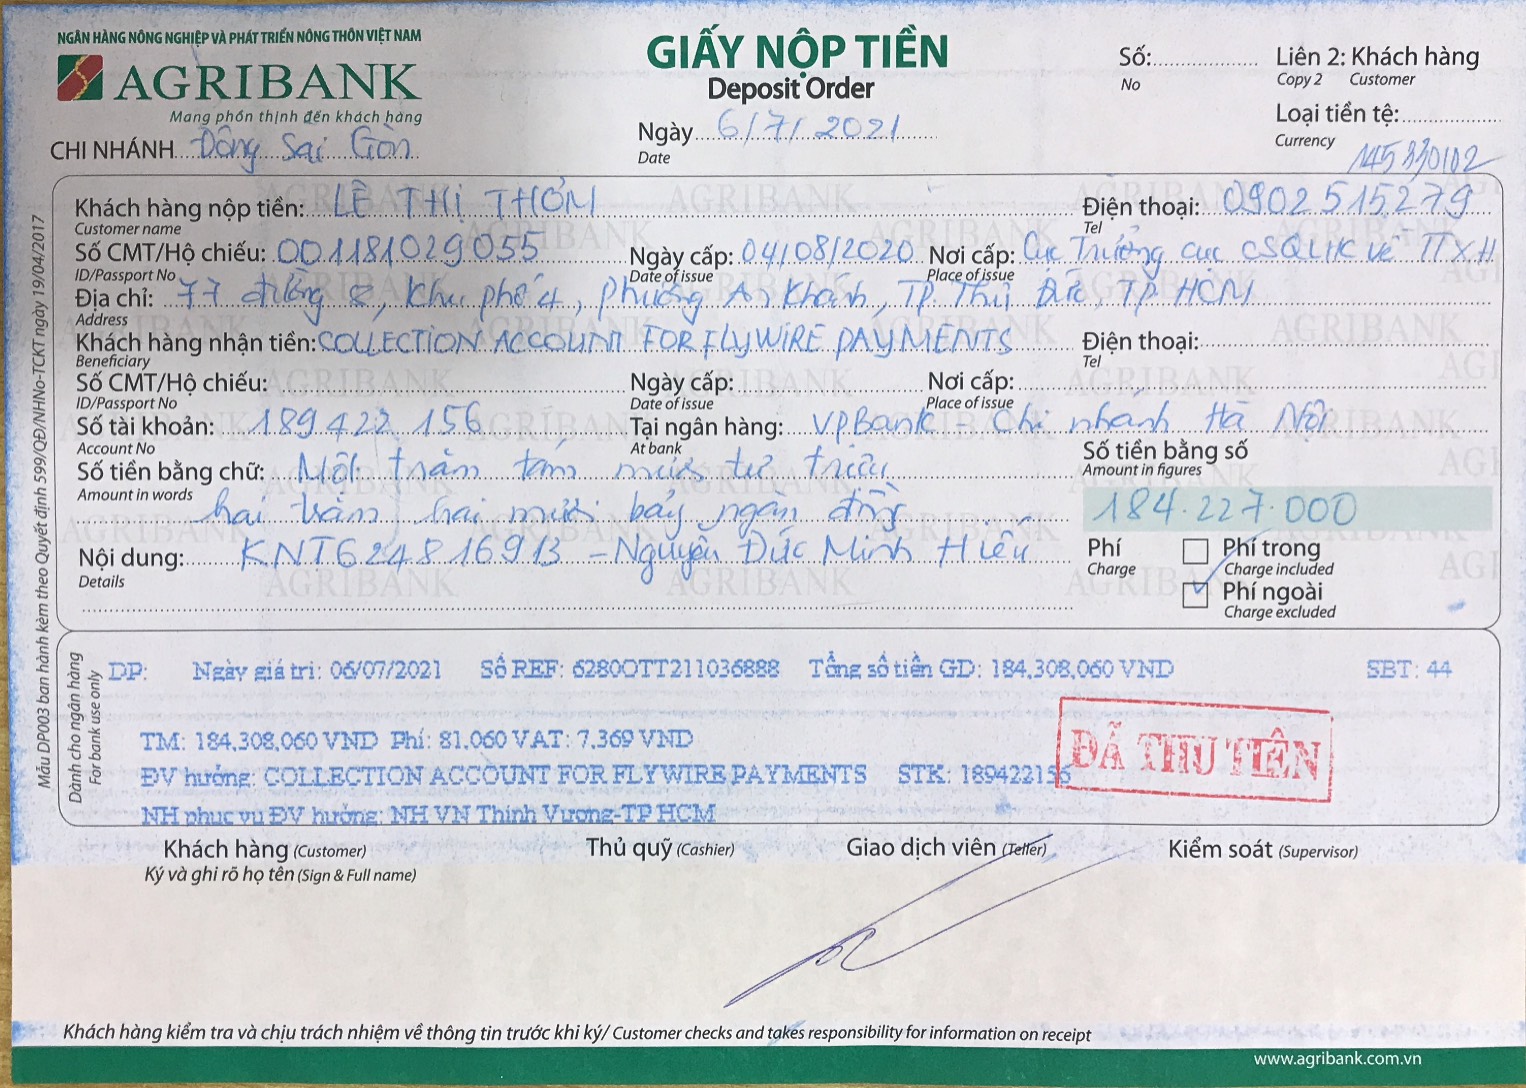 NGÂN HÀNG NÔNG NGHIỆP VÀ PHÁT TRIỂN NÔNG THÔN VIỆT NAM
AGRIBANK
Mang phồn thịnh đến khách hàng
CHI NHÁNH Đông Sài Gòn
GIẤY NỘP TIỀN
Deposit Order
Ngày 6/7/2021
Date
Số:
No
Liên 2: Khách hàng
Copy 2 Customer
Loại tiền tệ:
Currency
145330102
Khách hàng nộp tiền: LÊ THỊ THƠM Điện thoại: 0902515279
Customer name Tel
Số CMT/Hộ chiếu: 001181029055 Ngày cấp: 04/08/2020 Nơi cấp: Cục Trưởng cục CSQLHC về TTXH
ID/Passport No Date of issue Place of issue
Địa chỉ: 77 đường 8, Khu phố 4, Phường An Khánh, TP. Thủ Đức, TP HCM
Address
Khách hàng nhận tiền: COLLECTION ACCOUNT FOR FLYWIRE PAYMENTS Điện thoại:
Beneficiary Tel
Số CMT/Hộ chiếu: Ngày cấp: Nơi cấp:
ID/Passport No Date of issue Place of issue
Số tài khoản: 189422156 Tại ngân hàng: VPBank - Chi nhánh Hà Nội
Account No At bank
Số tiền bằng chữ: Một trăm tám mươi tư triệu Số tiền bằng số
Amount in words Amount in figures
hai trăm hai mươi bảy ngàn đồng 184.227.000
Nội dung: KNT624816913 - Nguyễn Đức Minh Hiếu
Details
Phí Phí trong
Charge Charge included
Phí ngoài
Charge excluded
Mẫu DP003 ban hành kèm theo Quyết định 599/QĐ/NHNo-TCKT ngày 19/04/2017
Dành cho ngân hàng
For bank use only
DP: Ngày giá trị: 06/07/2021 Số REF: 6280OTT211036888 Tổng số tiền GD: 184,308,060 VND SBT: 44
TM: 184,308,060 VND Phí: 81.060 VAT: 7,369 VND
ĐV hưởng: COLLECTION ACCOUNT FOR FLYWIRE PAYMENTS STK: 189422156
NH phục vụ ĐV hưởng: NH VN Thinh Vượng-TP HCM
ĐÃ THU TIỀN
Khách hàng (Customer) Thủ quỹ (Cashier) Giao dịch viên (Teller) Kiểm soát (Supervisor)
Ký và ghi rõ họ tên (Sign & Full name)
Khách hàng kiểm tra và chịu trách nhiệm về thông tin trước khi ký/ Customer checks and takes responsibility for information on receipt
www.agribank.com.vn